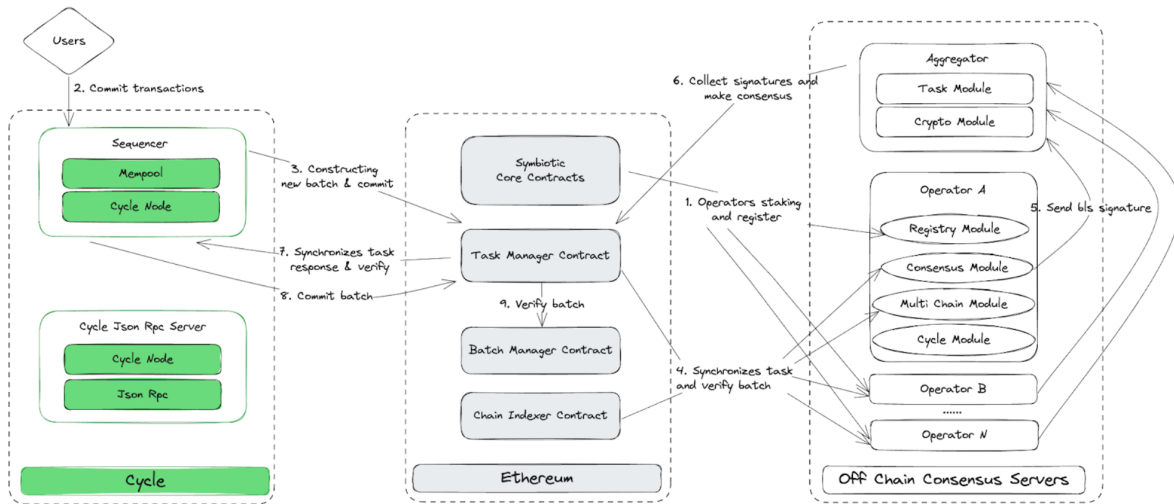 Users
2. Commit transactions
Sequencer
Mempool
Cycle Node
3. Constructing
new batch & commit
7. Synchronizes task
response & verify
8. Commit batch
Cycle Json Rpc Server
Cycle Node
Json Rpc
Cycle
Symbiotic
Core Contracts
Task Manager Contract
9. Verify batch
Batch Manager Contract
Chain Indexer Contract
Ethereum
6. Collect signatures and
make consensus
1. Operators staking
and register
4. Synchronizes task
and verify batch
Aggregator
Task Module
Crypto Module
Operator A
5. Send bls signature
Registry Module
Consensus Module
Multi Chain Module
Cycle Module
Operator B
......
Operator N
Off Chain Consensus Servers